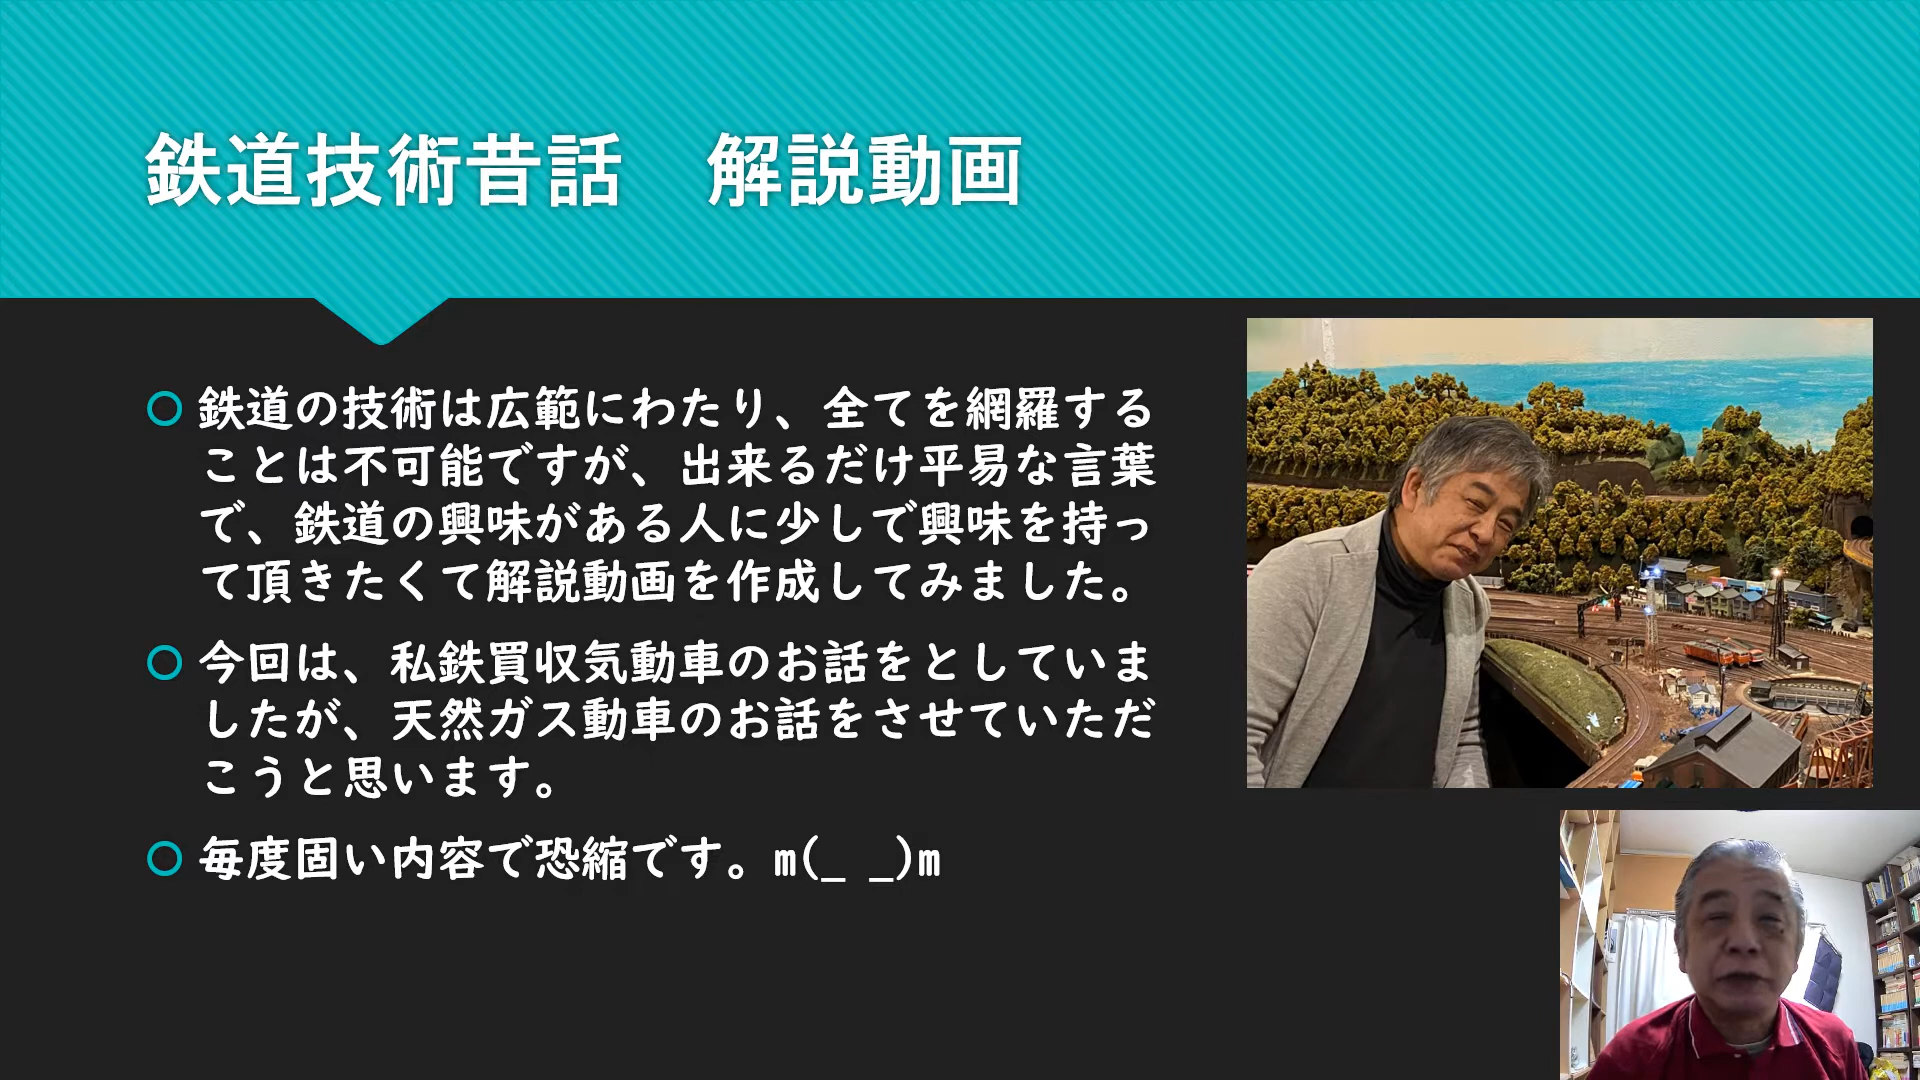 鉄道技術昔話　解説動画
鉄道の技術は広範にわたり、全てを網羅する
ことは不可能ですが、出来るだけ平易な言葉
で、鉄道の興味がある人に少しで興味を持っ
て頂きたくて解説動画を作成してみました。
今回は、私鉄買収気動車のお話をとしていま
したが、天然ガス動車のお話をさせていただ
こうと思います。
毎度固い内容で恐縮です。m(_ _)m